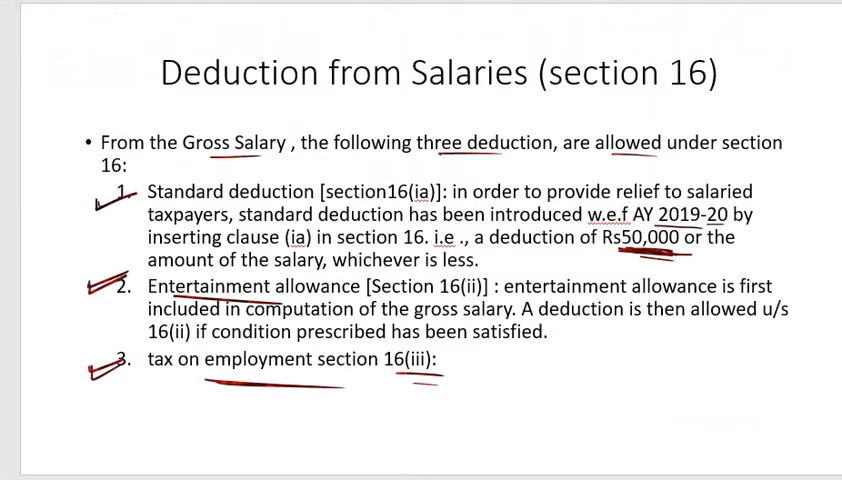 Deduction from Salaries (section 16)
• From the Gross Salary , the following three deduction, are allowed under section
16:
1. Standard deduction [section16(ia)]: in order to provide relief to salaried
taxpayers, standard deduction has been introduced w.e.f AY 2019-20 by
inserting clause (ia) in section 16. i.e ., a deduction of Rs50,000 or the
amount of the salary, whichever is less.
2. Entertainment allowance [Section 16(ii)] : entertainment allowance is first
included in computation of the gross salary. A deduction is then allowed u/s
16(ii) if condition prescribed has been satisfied.
3. tax on employment section 16(iii):